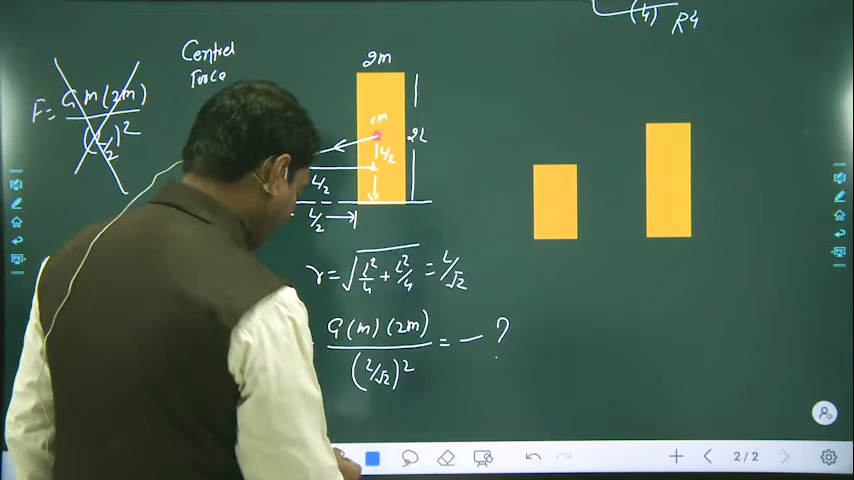 (4) R4
Central
Force
2m
F = G m (2m)
(L/2)^2
cm
L/2
2L
L/2
L/2
r = √(L²/4 + L²/4) = L/√2
G (m) (2m)
= — ?
(L/√2)^2
2/2